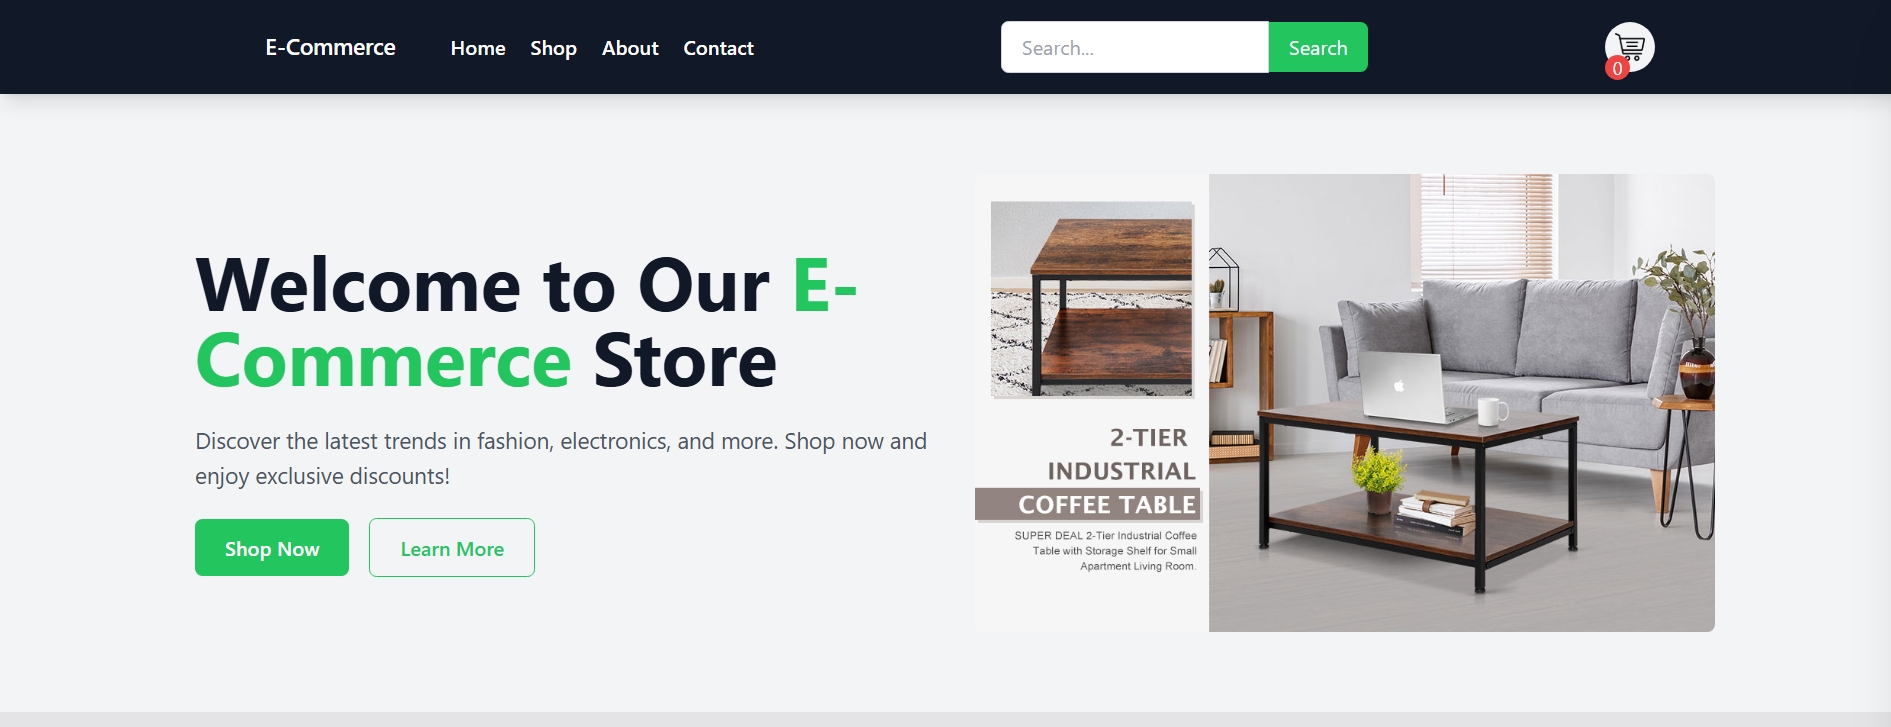 E-Commerce Home Shop About Contact Search... Search
0
Welcome to Our E-
Commerce Store
Discover the latest trends in fashion, electronics, and more. Shop now and
enjoy exclusive discounts!
Shop Now Learn More
2-TIER
INDUSTRIAL
COFFEE TABLE
SUPER DEAL 2-Tier Industrial Coffee
Table with Storage Shelf for Small
Apartment Living Room.